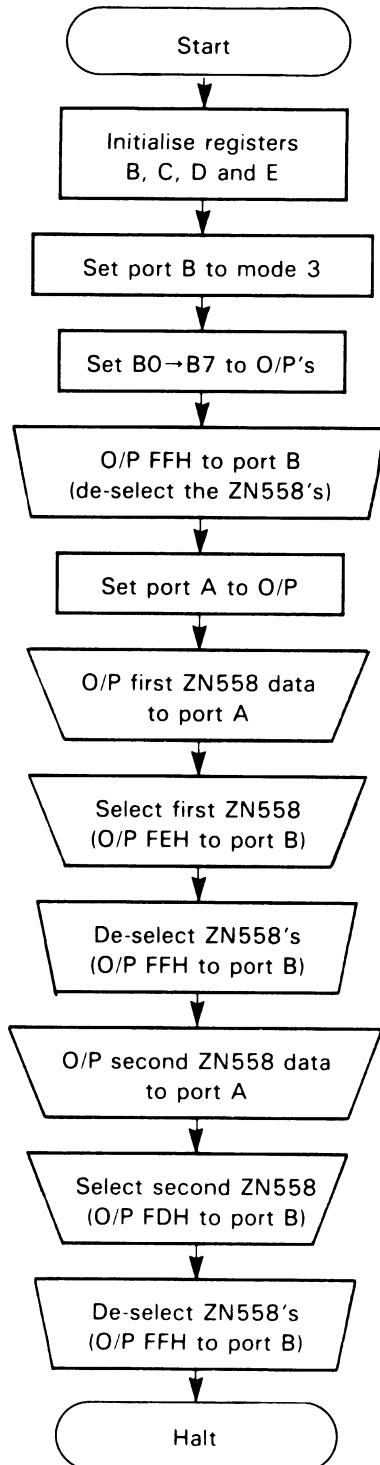 Start
Initialise registers
B, C, D and E
Set port B to mode 3
Set B0→B7 to O/P's
O/P FFH to port B
(de-select the ZN558's)
Set port A to O/P
O/P first ZN558 data
to port A
Select first ZN558
(O/P FEH to port B)
De-select ZN558's
(O/P FFH to port B)
O/P second ZN558 data
to port A
Select second ZN558
(O/P FDH to port B)
De-select ZN558's
(O/P FFH to port B)
Halt